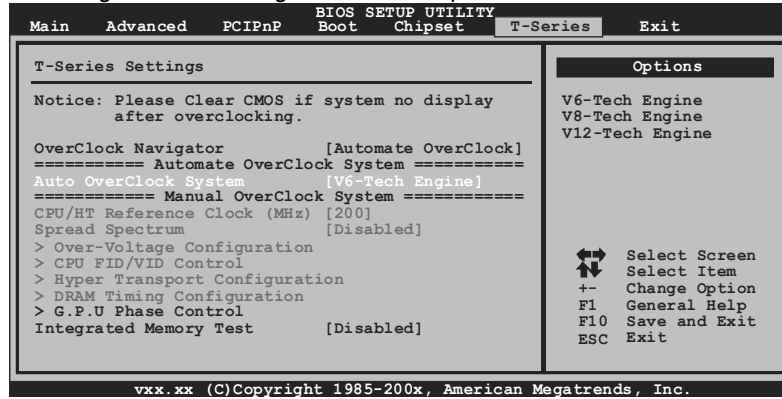 BIOS SETUP UTILITY
Main Advanced PCIPnP Boot Chipset T-Series Exit
T-Series Settings
Notice: Please Clear CMOS if system no display
after overclocking.
OverClock Navigator [Automate OverClock]
=========== Automate OverClock System ===========
Auto OverClock System [V6-Tech Engine]
============ Manual OverClock System ============
CPU/HT Reference Clock (MHz) [200]
Spread Spectrum [Disabled]
> Over-Voltage Configuration
> CPU FID/VID Control
> Hyper Transport Configuration
> DRAM Timing Configuration
> G.P.U Phase Control
Integrated Memory Test [Disabled]
Options
V6-Tech Engine
V8-Tech Engine
V12-Tech Engine
Select Screen
Select Item
+- Change Option
F1 General Help
F10 Save and Exit
ESC Exit
vxx.xx (C)Copyright 1985-200x, American Megatrends, Inc.